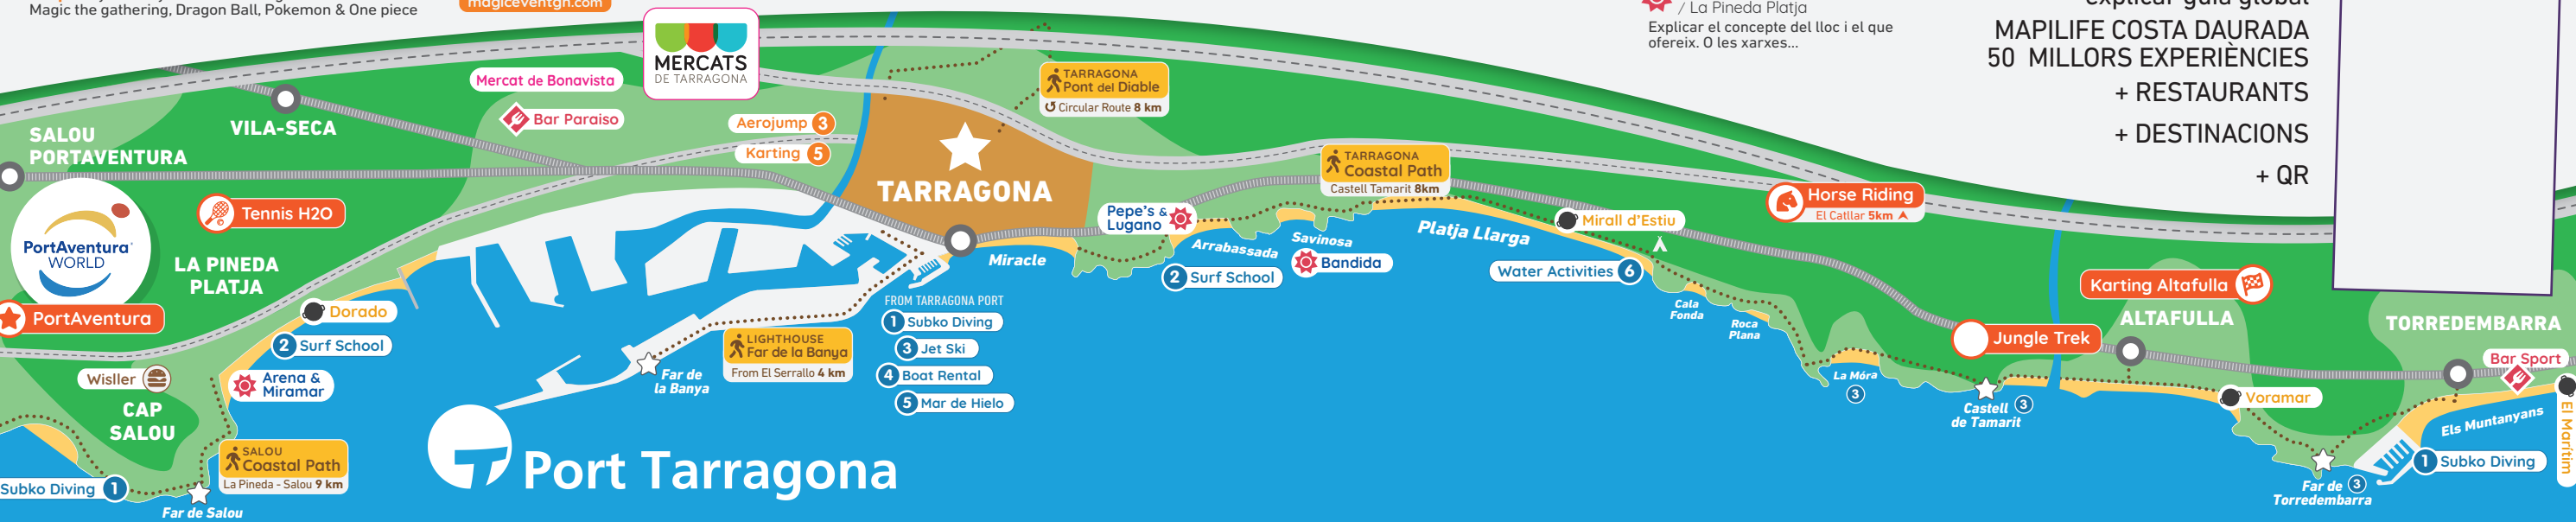 Magic the gathering, Dragon Ball, Pokemon & One piece
magiceventgn.com
MERCATS
DE TARRAGONA
/ La Pineda Platja
Explicar el concepte del lloc i el que
ofereix. O les xarxes...
explicar guia global
MAPILIFE COSTA DAURADA
50 MILLORS EXPERIÈNCIES
+ RESTAURANTS
+ DESTINACIONS
+ QR
SALOU
PORTAVENTURA
VILA-SECA
Mercat de Bonavista
Bar Paraiso
Aerojump 3
Karting 5
TARRAGONA
Pont del Diable
Circular Route 8 km
TARRAGONA
PortAventura
WORLD
Tennis H2O
LA PINEDA
PLATJA
PortAventura
Dorado
2 Surf School
Wisller
Arena &
Miramar
CAP
SALOU
SALOU
Coastal Path
La Pineda - Salou 9 km
Subko Diving 1
Far de Salou
Far de
la Banya
LIGHTHOUSE
Far de la Banya
From El Serrallo 4 km
FROM TARRAGONA PORT
1 Subko Diving
3 Jet Ski
4 Boat Rental
5 Mar de Hielo
Port Tarragona
Miracle
Pepe's &
Lugano
Arrabassada
2 Surf School
Savinosa
Bandida
TARRAGONA
Coastal Path
Castell Tamarit 8km
Platja Llarga
Mirall d'Estiu
Water Activities 6
Cala
Fonda
Roca
Plana
La Móra
3
Horse Riding
El Catllar 5km
Jungle Trek
Castell
de Tamarit
3
Karting Altafulla
ALTAFULLA
Voramar
TORREDEMBARRA
Bar Sport
El Marítim
Els Muntanyans
1 Subko Diving
Far de 3
Torredembarra